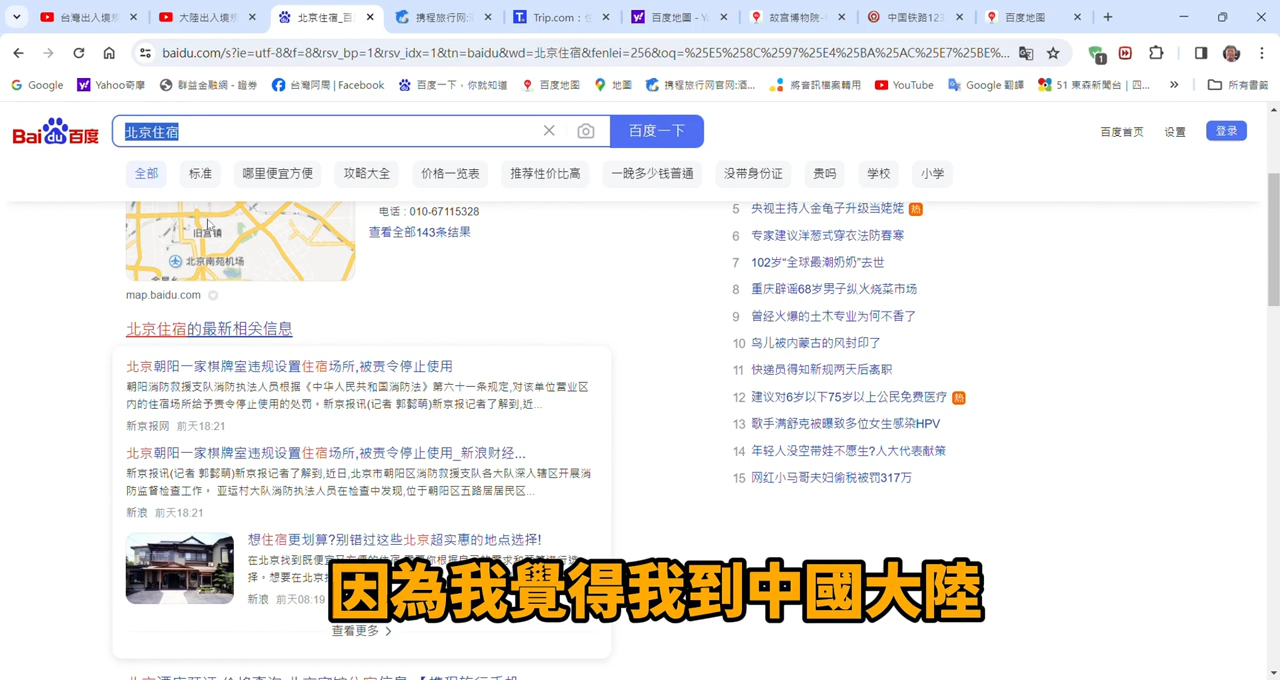 台灣出入境規
大陸出入境規
北京住宿_百
携程旅行网:
Trip.com：
百度地圖 - Y
故宮博物院-
中国铁路123
百度地图
baidu.com/s?ie=utf-8&f=8&rsv_bp=1&rsv_idx=1&tn=baidu&wd=北京住宿&fenlei=256&oq=%25E5%258C%2597%25E4%25BA%25AC%25E7%25BE%...
1
Google
Yahoo奇摩
群益金融網 - 證券
台灣阿周 | Facebook
百度一下，你就知道
百度地图
地圖
携程旅行网官网:酒...
將音訊檔案轉用
YouTube
Google 翻譯
51 東森新聞台 | 四...
所有書籤
Bai du 百度
北京住宿
百度一下
百度首页
设置
登录
全部
标准
哪里便宜方便
攻略大全
价格一览表
推荐性价比高
一晚多少钱普通
没带身份证
贵吗
学校
小学
电话：010-67115328
查看全部143条结果
旧宫镇
北京南苑机场
map.baidu.com
北京住宿的最新相关信息
北京朝阳一家棋牌室违规设置住宿场所,被责令停止使用
朝阳消防救援支队消防执法人员根据《中华人民共和国消防法》第六十一条规定,对该单位营业区
内的住宿场所给予责令停止使用的处罚。新京报讯(记者 郭懿萌)新京报记者了解到,近...
新京报网 前天18:21
北京朝阳一家棋牌室违规设置住宿场所,被责令停止使用_新浪财经...
新京报讯(记者 郭懿萌)新京报记者了解到,近日,北京市朝阳区消防救援支队各大队深入辖区开展消
防监督检查工作。 亚运村大队消防执法人员在检查中发现,位于朝阳区五路居居民区...
新浪 前天18:21
想住宿更划算?别错过这些北京超实惠的地点选择!
在北京找到既便宜又方便的住宿
择。想要在北京
新浪 前天08:19
查看更多
5 央视主持人金龟子升级当姥姥 热
6 专家建议洋葱式穿衣法防春寒
7 102岁"全球最潮奶奶"去世
8 重庆辟谣68岁男子纵火烧菜市场
9 曾经火爆的土木专业为何不香了
10 鸟儿被内蒙古的风封印了
11 快递员得知新规两天后离职
12 建议对6岁以下75岁以上公民免费医疗 热
13 歌手满舒克被曝致多位女生感染HPV
14 年轻人没空带娃不愿生?人大代表献策
15 网红小马哥夫妇偷税被罚317万
因為我覺得我到中國大陸